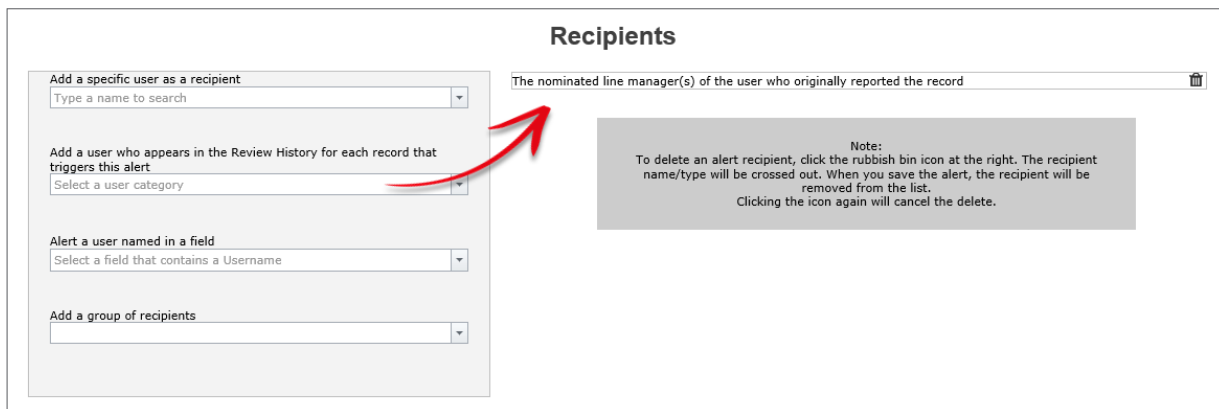 Recipients
Add a specific user as a recipient
Type a name to search
Add a user who appears in the Review History for each record that
triggers this alert
Select a user category
Alert a user named in a field
Select a field that contains a Username
Add a group of recipients
The nominated line manager(s) of the user who originally reported the record
Note:
To delete an alert recipient, click the rubbish bin icon at the right. The recipient
name/type will be crossed out. When you save the alert, the recipient will be
removed from the list.
Clicking the icon again will cancel the delete.